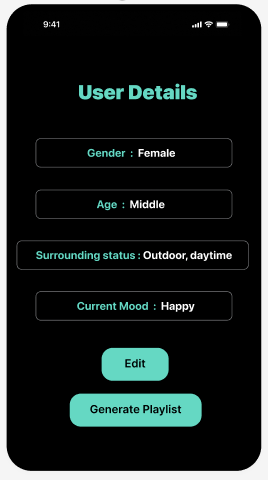 9:41
User Details
Gender : Female
Age : Middle
Surrounding status : Outdoor, daytime
Current Mood : Happy
Edit
Generate Playlist